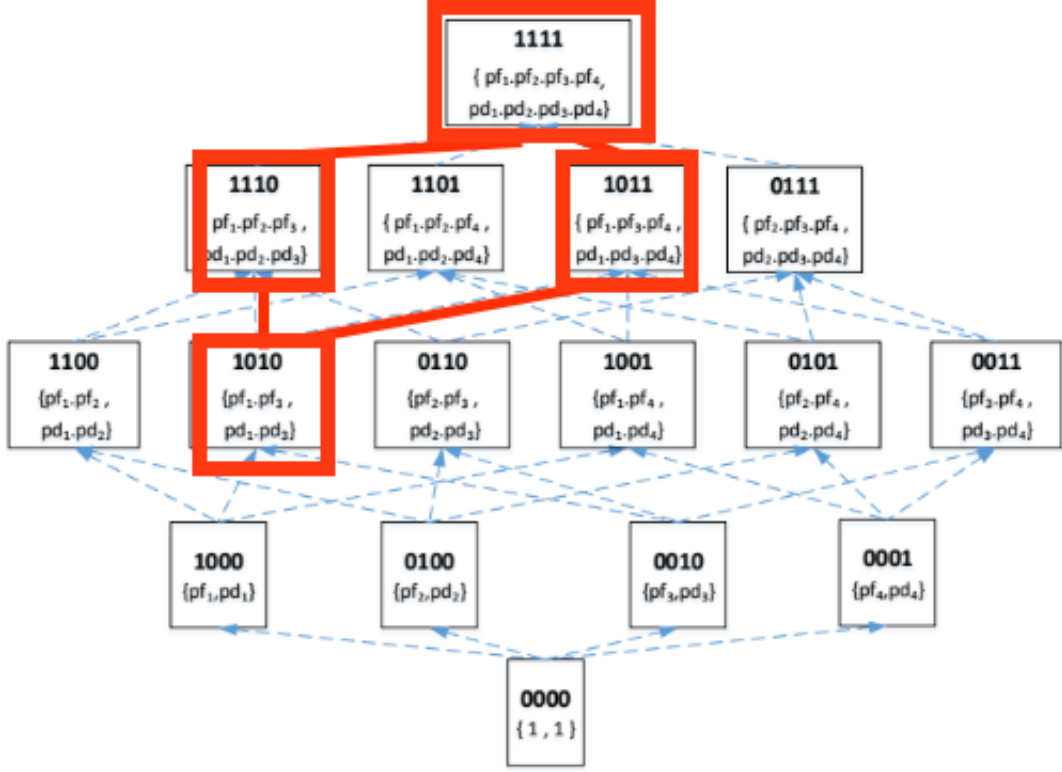 1111
{ pf₁.pf₂.pf₃.pf₄,
pd₁.pd₂.pd₃.pd₄}
1110
pf₁.pf₂.pf₃ ,
pd₁.pd₂.pd₃}
1101
{ pf₁.pf₂.pf₄ ,
pd₁.pd₂.pd₄}
1011
{ pf₁.pf₃.pf₄ ,
pd₁.pd₃.pd₄}
0111
{ pf₂.pf₃.pf₄ ,
pd₂.pd₃.pd₄}
1100
{pf₁.pf₂ ,
pd₁.pd₂}
1010
{pf₁.pf₃ ,
pd₁.pd₃}
0110
{pf₂.pf₃ ,
pd₂.pd₃}
1001
{pf₁.pf₄ ,
pd₁.pd₄}
0101
{pf₂.pf₄ ,
pd₂.pd₄}
0011
{pf₃.pf₄ ,
pd₃.pd₄}
1000
{pf₁,pd₁}
0100
{pf₂,pd₂}
0010
{pf₃,pd₃}
0001
{pf₄,pd₄}
0000
{ 1 , 1 }